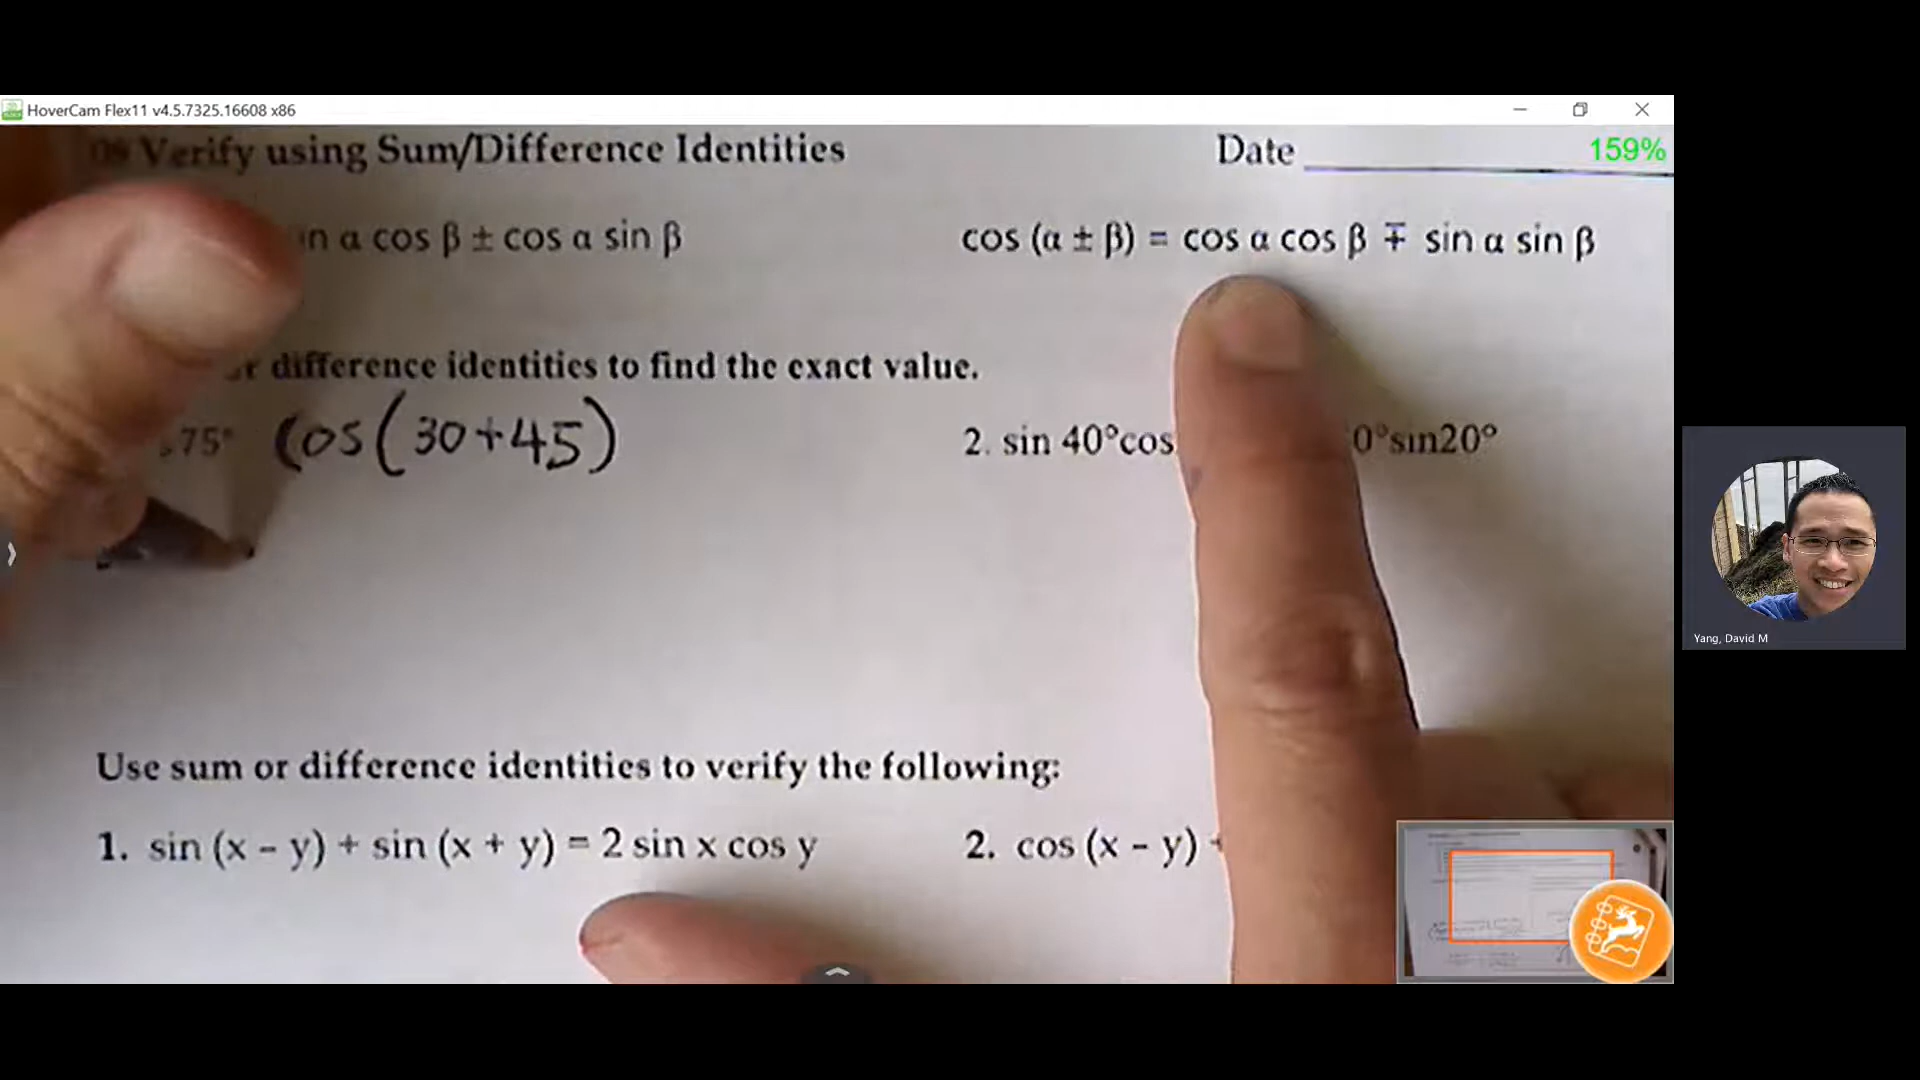 HoverCam Flex11 v4.5.7325.16608 x86
Verify using Sum/Difference Identities
Date
159%
α cos β ± cos α sin β
cos (α ± β) = cos α cos β ∓ sin α sin β
difference identities to find the exact value.
75° cos(30+45)
2. sin 40°cos
0°sin20°
Use sum or difference identities to verify the following:
1. sin (x - y) + sin (x + y) = 2 sin x cos y
2. cos (x - y)
Yang, David M